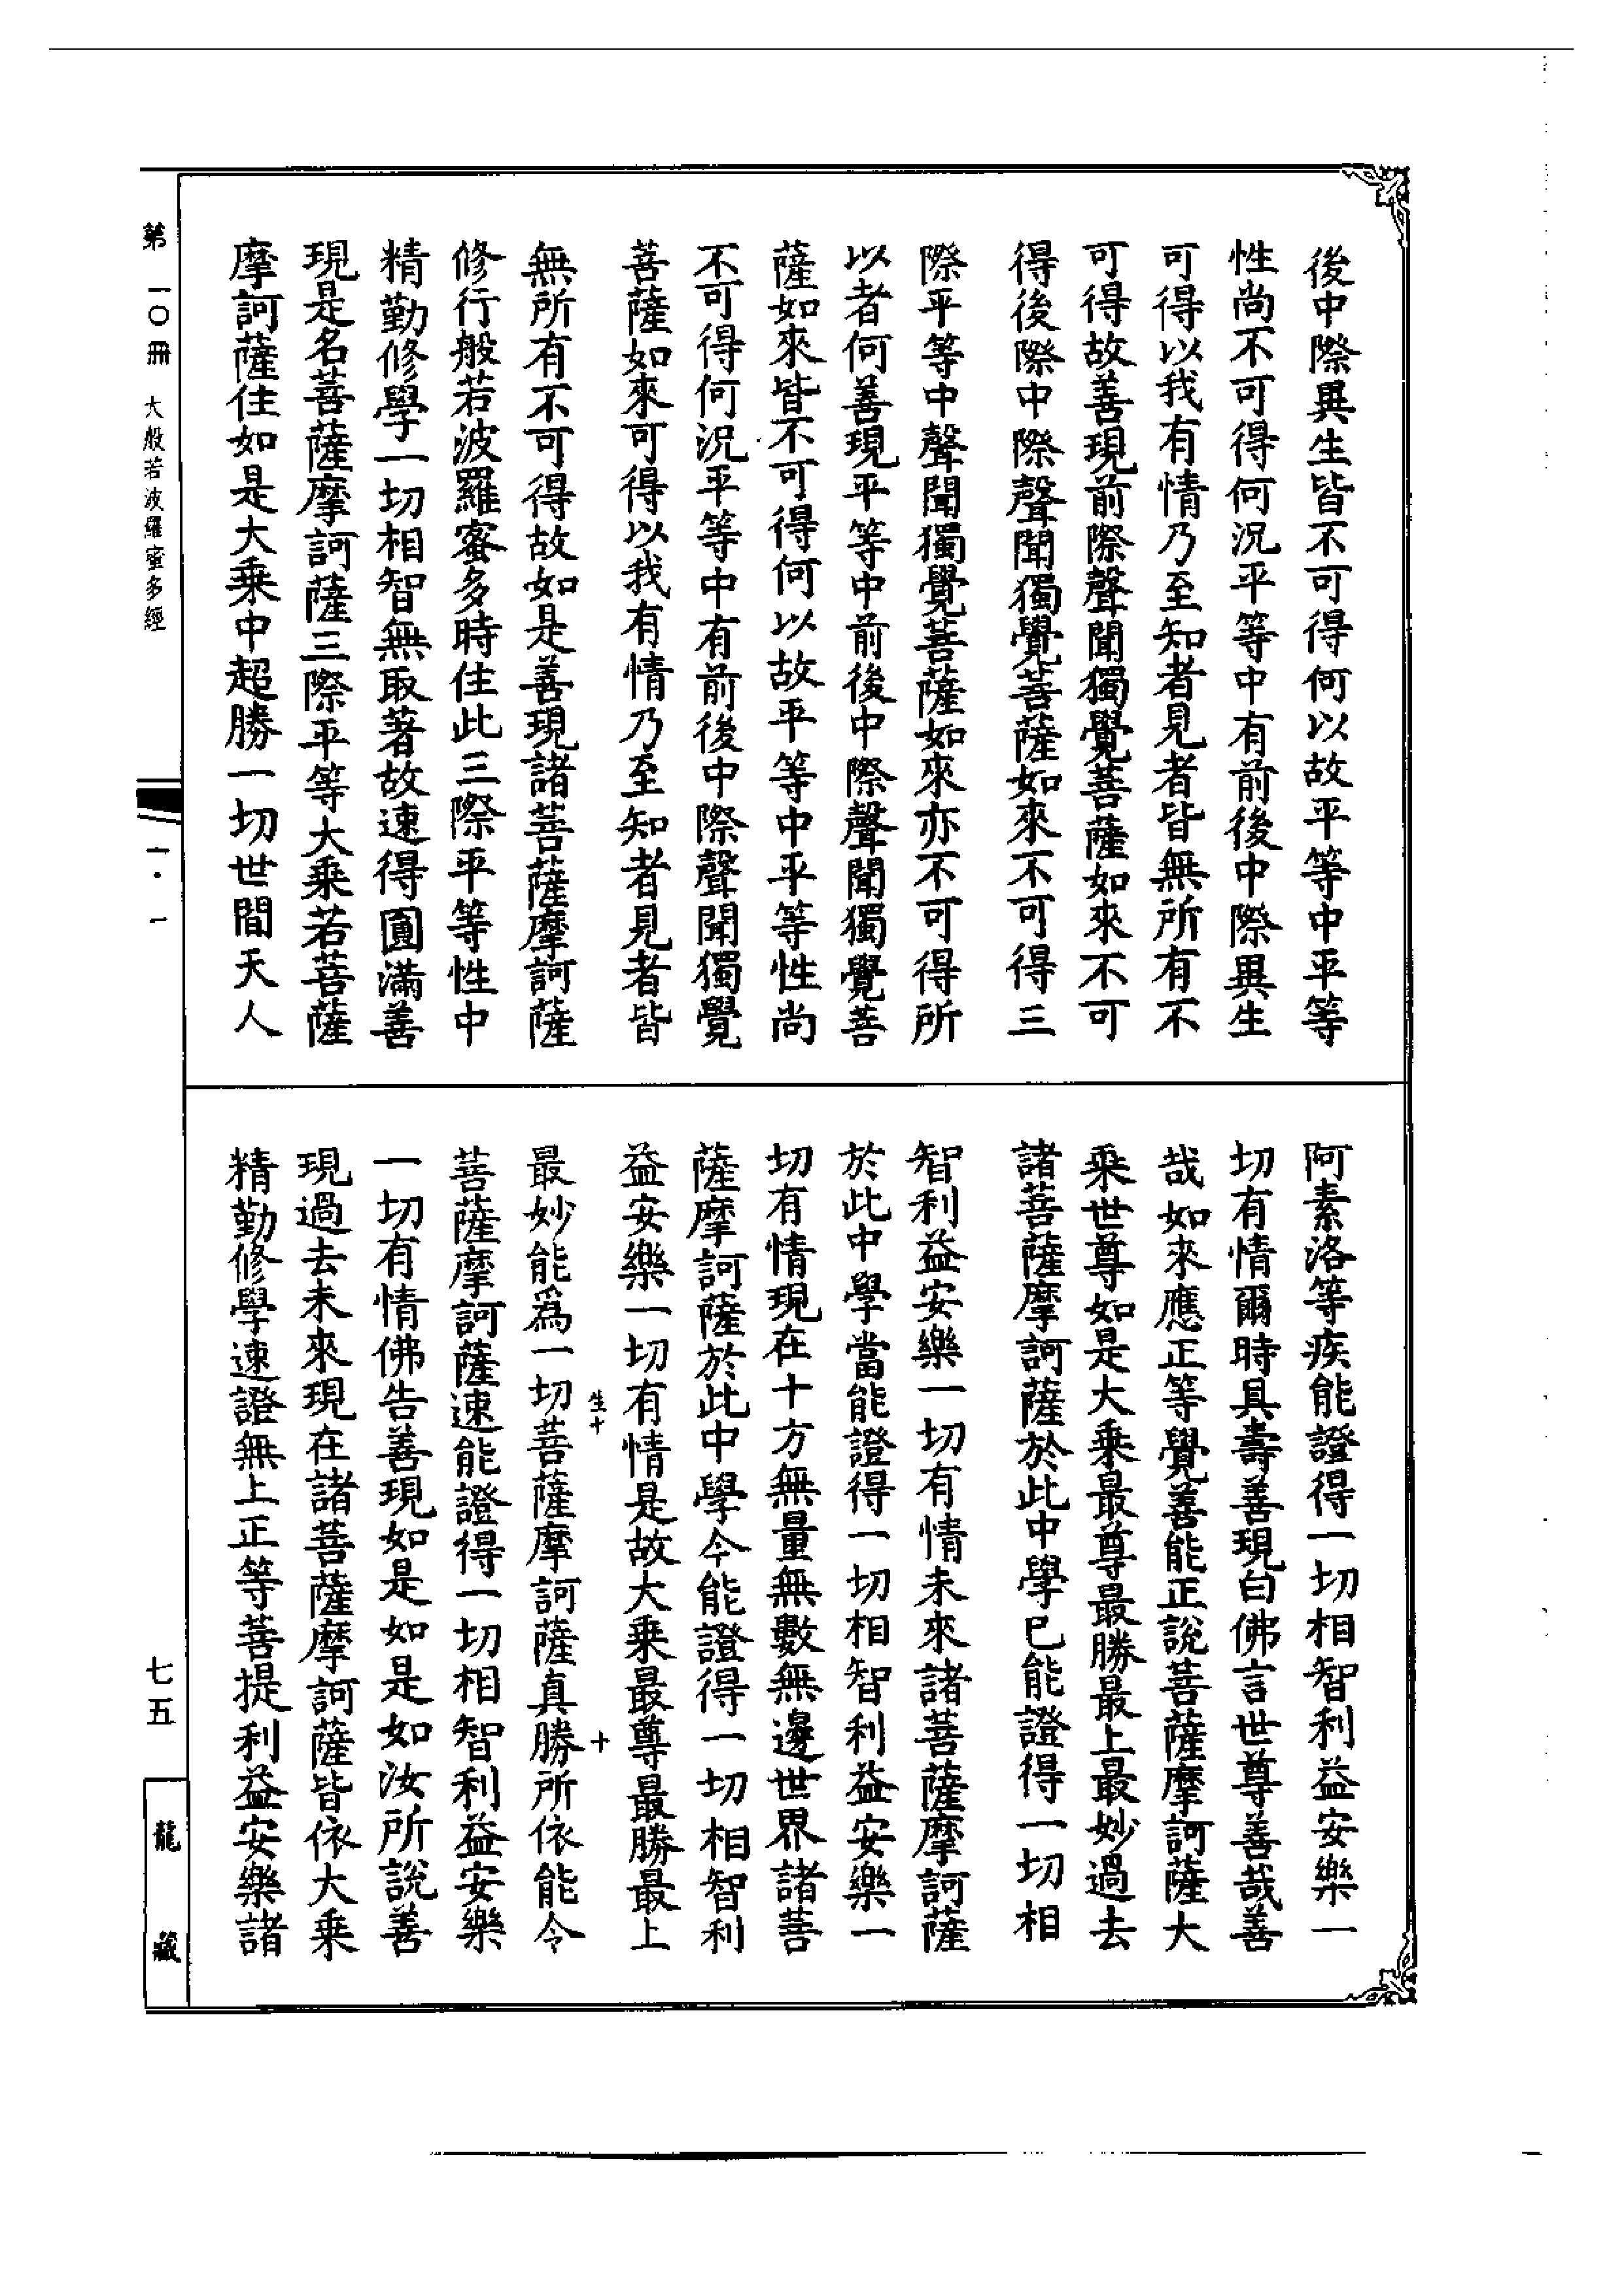 後中際異生皆不可得何以故平等中平等
性尚不可得何況平等中有前後中際異生
可得以我有情乃至知者見者皆無所有不
可得故善現前際聲聞獨覺菩薩如來不可
得後際中際聲聞獨覺菩薩如來不可得三
際平等中聲聞獨覺菩薩如來亦不可得所
以者何善現平等中前後中際聲聞獨覺菩
薩如來皆不可得何以故平等中平等性尚
不可得何況平等中有前後中際聲聞獨覺
菩薩如來可得以我有情乃至知者見者皆
無所有不可得故如是善現諸菩薩摩訶薩
修行般若波羅蜜多時住此三際平等性中
精勤修學一切相智無取著故速得圓滿善
現是名菩薩摩訶薩三際平等大乘若菩薩
摩訶薩住如是大乘中超勝一切世間天人
阿素洛等疾能證得一切相智利益安樂一
切有情爾時具壽善現白佛言世尊善哉善
哉如來應正等覺善能正說菩薩摩訶薩大
乘世尊如是大乘最尊最勝最上最妙過去
諸菩薩摩訶薩於此中學已能證得一切相
智利益安樂一切有情未來諸菩薩摩訶薩
於此中學當能證得一切相智利益安樂一
切有情現在十方無量無數無邊世界諸菩
薩摩訶薩於此中學今能證得一切相智利
益安樂一切有情是故大乘最尊最勝最上
生十
十
最妙能爲一切菩薩摩訶薩真勝所依能令
菩薩摩訶薩速能證得一切相智利益安樂
一切有情佛告善現如是如是如汝所說善
現過去未來現在諸菩薩摩訶薩皆依大乘
精勤修學速證無上正等菩提利益安樂諸
第一〇冊 大般若波羅蜜多經
一·一
七五
龍藏